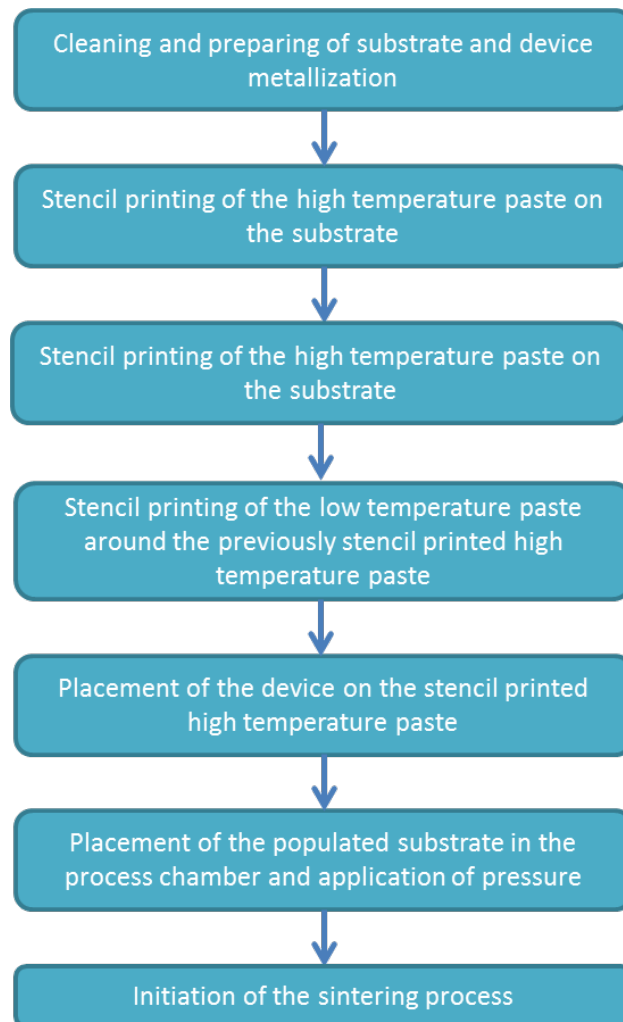 Cleaning and preparing of substrate and device
metallization
Stencil printing of the high temperature paste on
the substrate
Stencil printing of the high temperature paste on
the substrate
Stencil printing of the low temperature paste
around the previously stencil printed high
temperature paste
Placement of the device on the stencil printed
high temperature paste
Placement of the populated substrate in the
process chamber and application of pressure
Initiation of the sintering process